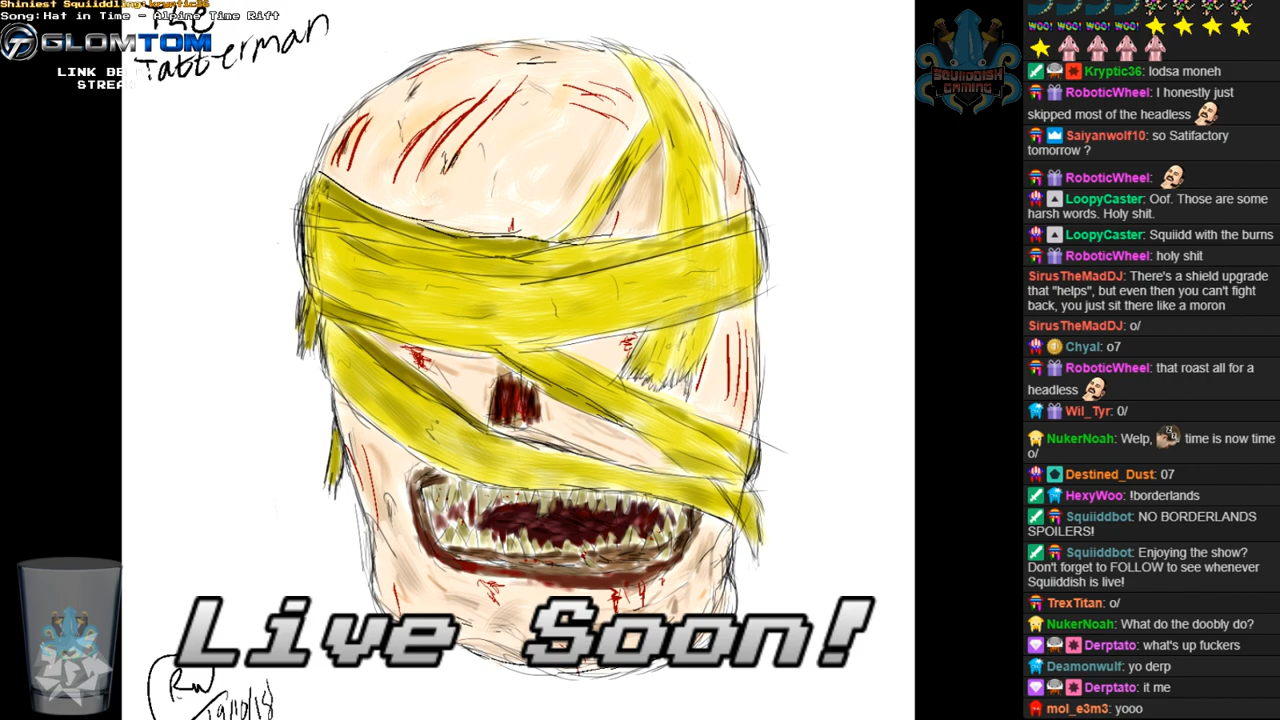 Shiniest Squiiddling:kryptic36
Song:Hat in Time - Alpine Time Rift
The
Tatterman
GLOMTOM
STREAM
SQUIIDDISH
GAMING
WOO! WOO! WOO! WOO!
Kryptic36: lodsa moneh
RoboticWheel: I honestly just
skipped most of the headless
Saiyanwolf10: so Satifactory
tomorrow ?
RoboticWheel:
LoopyCaster: Oof. Those are some
harsh words. Holy shit.
LoopyCaster: Squiidd with the burns
RoboticWheel: holy shit
SirusTheMadDJ: There's a shield upgrade
that "helps", but even then you can't fight
back, you just sit there like a moron
SirusTheMadDJ: o/
Chyal: o7
RoboticWheel: that roast all for a
headless
Wil_Tyr: 0/
NukerNoah: Welp, time is now time
o/
Destined_Dust: 07
HexyWoo: !borderlands
Squiiddbot: NO BORDERLANDS
SPOILERS!
Squiiddbot: Enjoying the show?
Don't forget to FOLLOW to see whenever
Squiiddish is live!
TrexTitan: o/
NukerNoah: What do the doobly do?
Derptato: what's up fuckers
Deamonwulf: yo derp
Derptato: it me
mol_e3m3: yooo
Live Soon!
RW
19/10/18